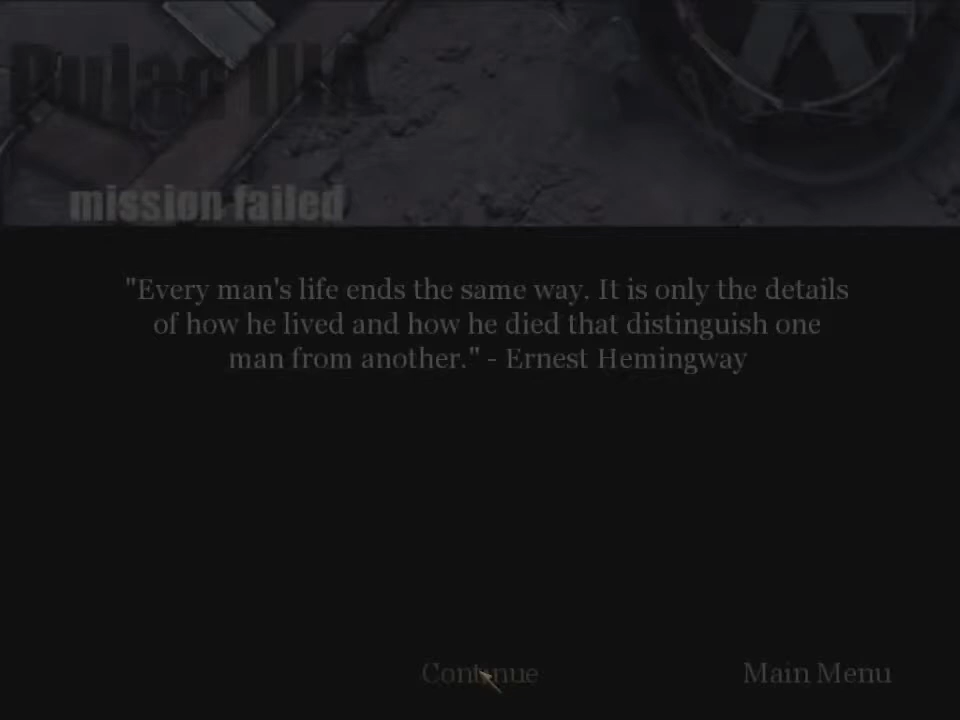 mission failed
"Every man's life ends the same way. It is only the details
of how he lived and how he died that distinguish one
man from another." - Ernest Hemingway
Continue
Main Menu